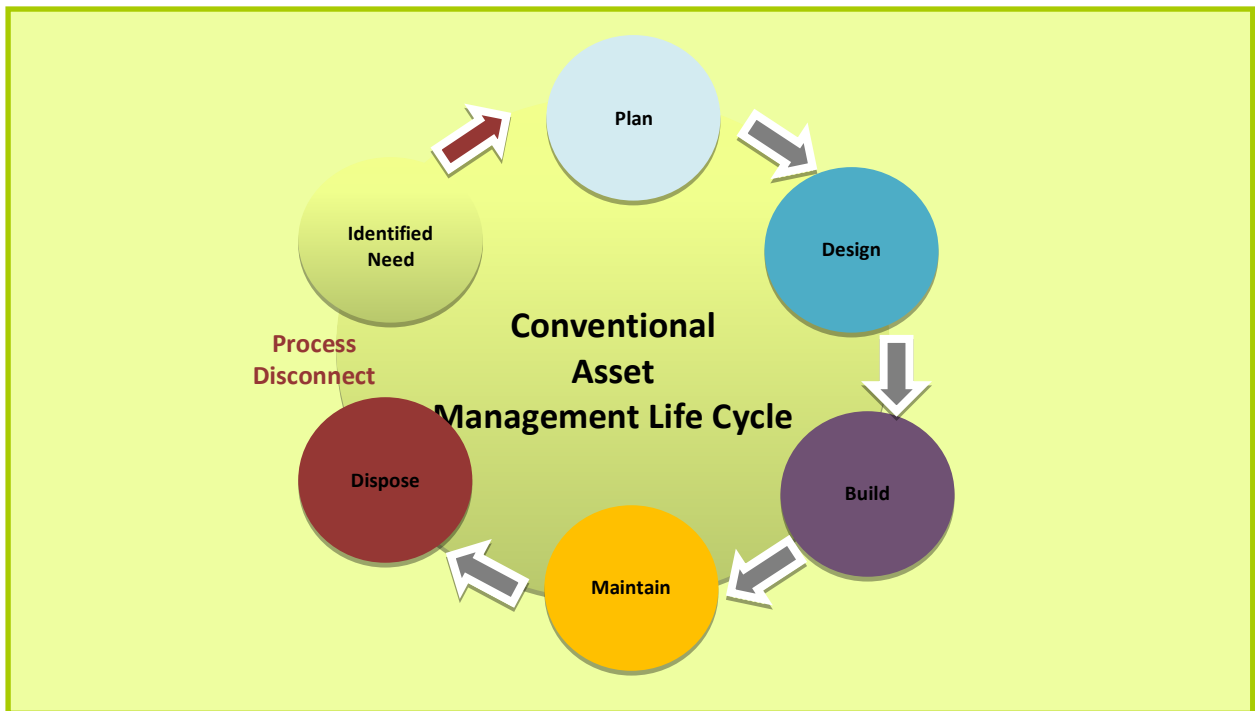 Plan
Identified
Need
Design
Conventional
Asset
Management Life Cycle
Process
Disconnect
Dispose
Build
Maintain